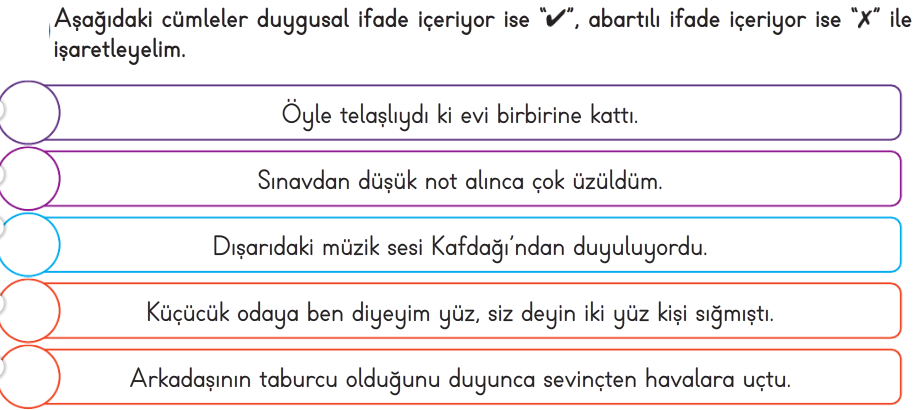 Aşağıdaki cümleler duygusal ifade içeriyor ise “✔”, abartılı ifade içeriyor ise “✗” ile
işaretleyelim.
Öyle telaşlıydı ki evi birbirine kattı.
Sınavdan düşük not alınca çok üzüldüm.
Dışarıdaki müzik sesi Kafdağı’ndan duyuluyordu.
Küçücük odaya ben diyeyim yüz, siz deyin iki yüz kişi sığmıştı.
Arkadaşının taburcu olduğunu duyunca sevinçten havalara uçtu.